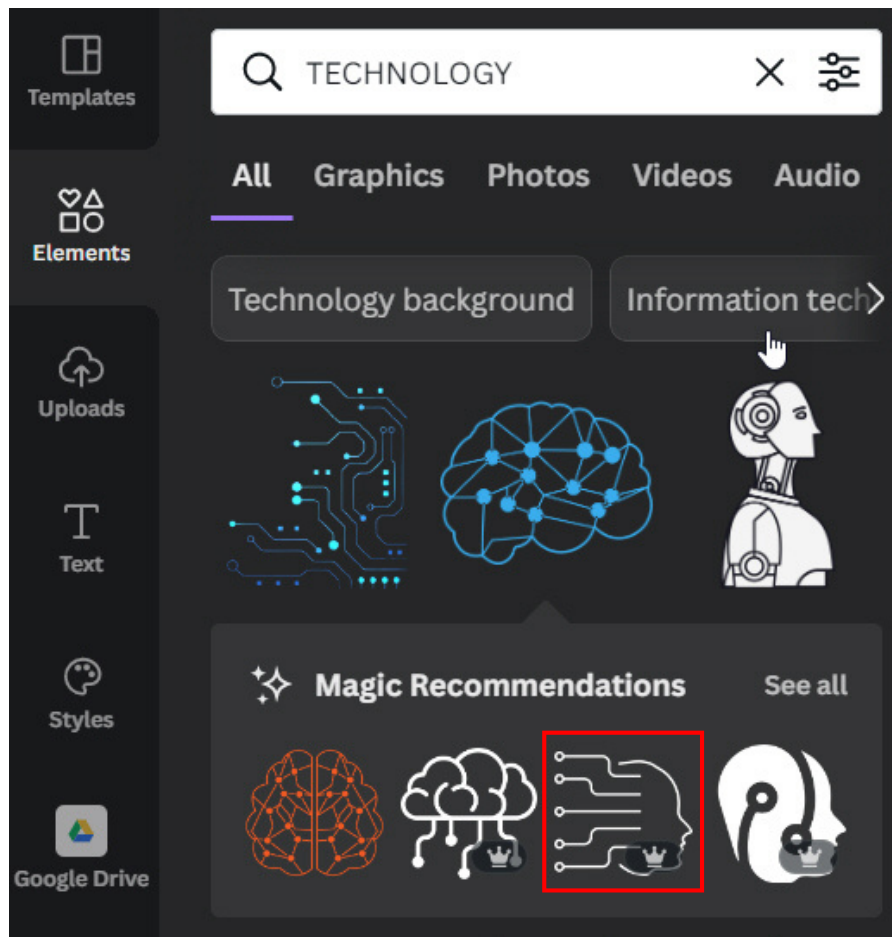 Templates
Elements
Uploads
Text
Styles
Google Drive
TECHNOLOGY
All Graphics Photos Videos Audio
Technology background Information tech
Magic Recommendations See all